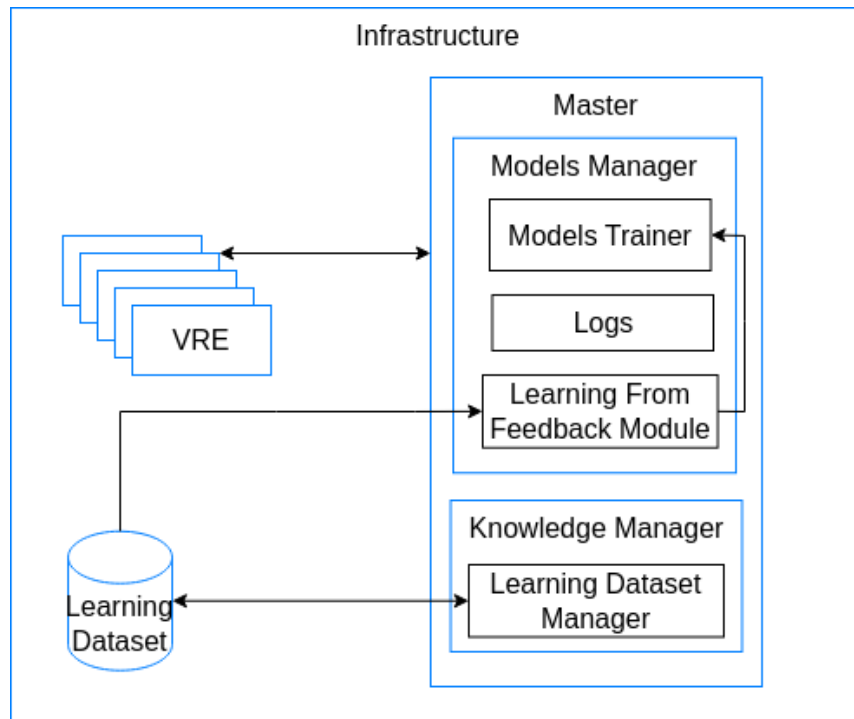 Infrastructure
Master
Models Manager
Models Trainer
Logs
VRE
Learning From
Feedback Module
Knowledge Manager
Learning Dataset
Manager
Learning
Dataset